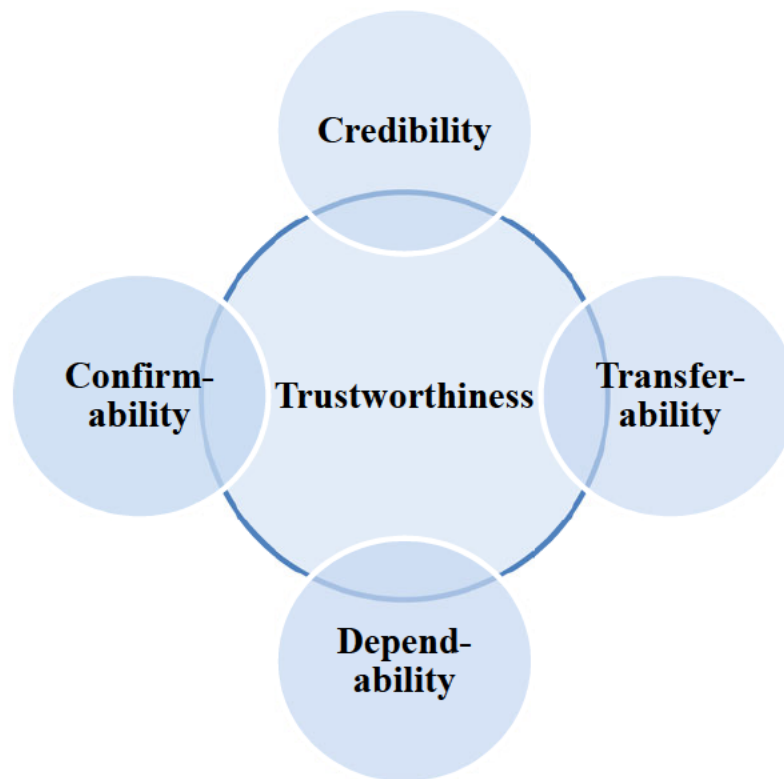 Credibility
Confirm-
ability
Trustworthiness
Transfer-
ability
Depend-
ability